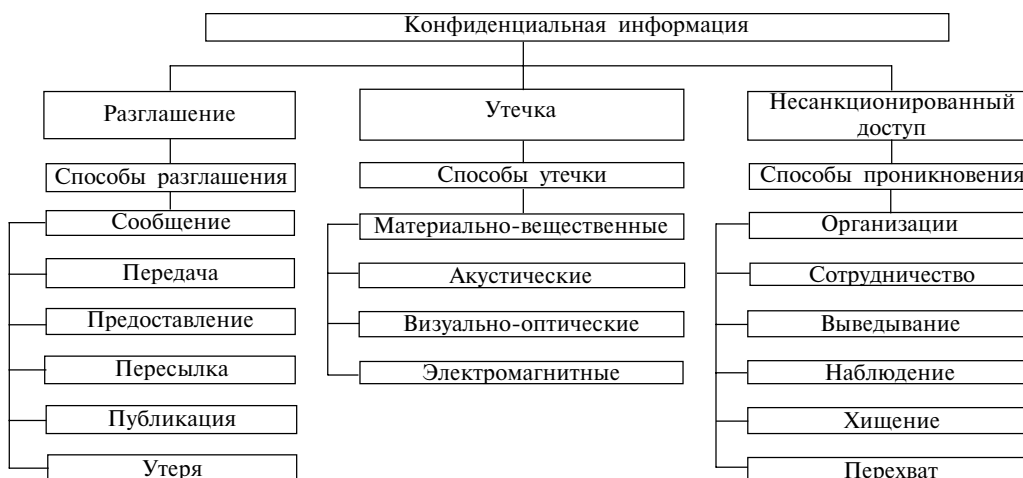 Конфиденциальная информация
Разглашение
Утечка
Несанкционированный
доступ
Способы разглашения
Способы утечки
Способы проникновения
Сообщение
Передача
Предоставление
Пересылка
Публикация
Утеря
Материально-вещественные
Акустические
Визуально-оптические
Электромагнитные
Организации
Сотрудничество
Выведывание
Наблюдение
Хищение
Перехват